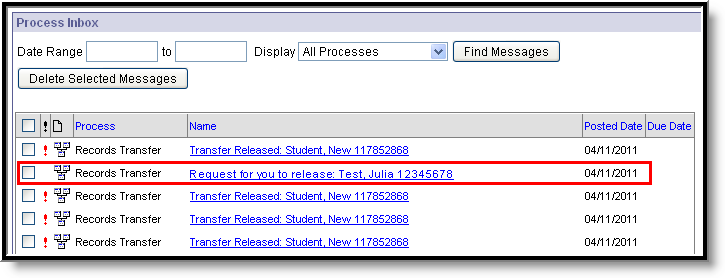 Process Inbox
Date Range to Display All Processes Find Messages
Delete Selected Messages
! Process Name Posted Date Due Date
! Records Transfer Transfer Released: Student, New 117852868 04/11/2011
Records Transfer Request for you to release: Test, Julia 12345678 04/11/2011
! Records Transfer Transfer Released: Student, New 117852868 04/11/2011
! Records Transfer Transfer Released: Student, New 117852868 04/11/2011
! Records Transfer Transfer Released: Student, New 117852868 04/11/2011